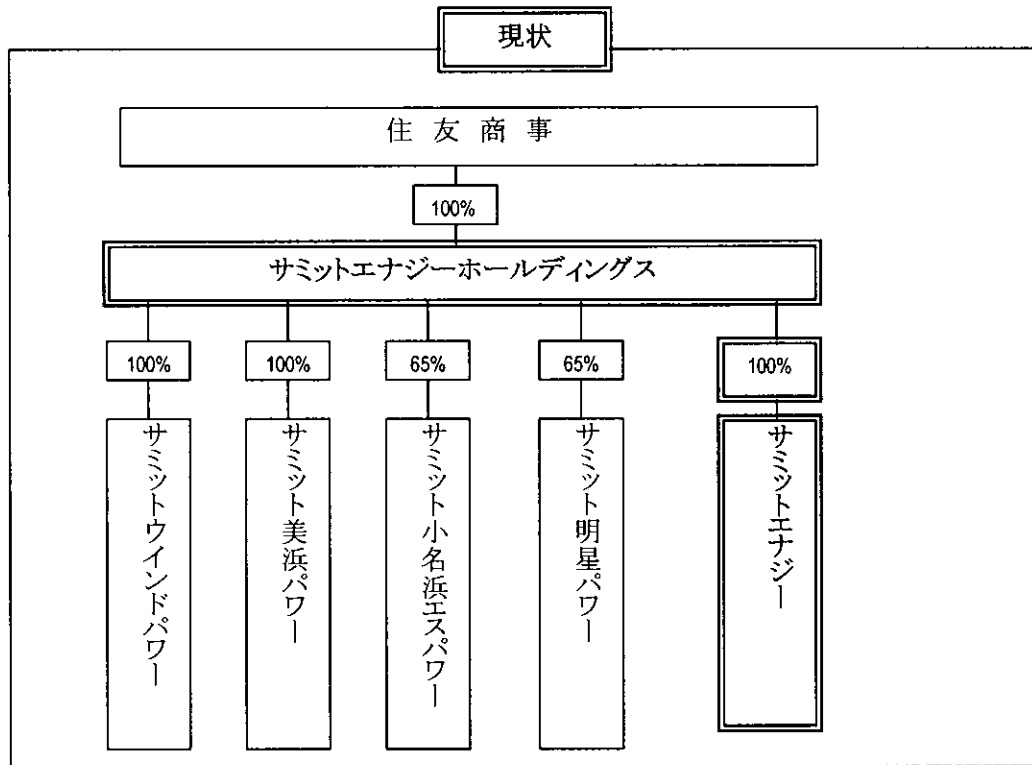 現状
住友商事
100%
サミットエナジーホールディングス
100%
100%
65%
65%
100%
サミットウインドパワー
サミット美浜パワー
サミット小名浜エスパワー
サミット明星パワー
サミットエナジー